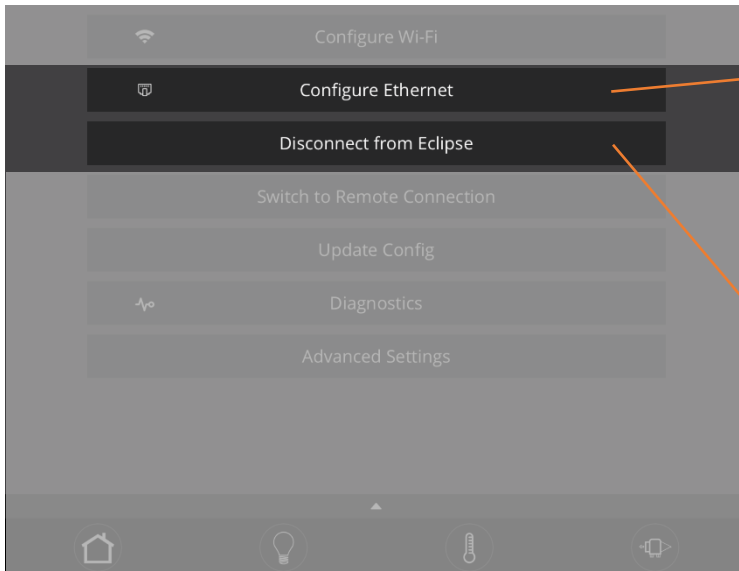 Configure Wi-Fi
Configure Ethernet
Disconnect from Eclipse
Switch to Remote Connection
Update Config
Diagnostics
Advanced Settings